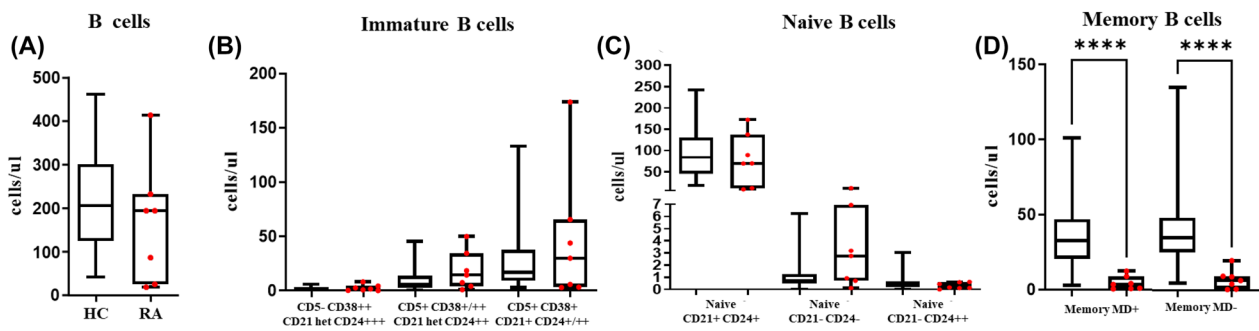 B cells
Immature B cells
Naive B cells
Memory B cells
(A)
(B)
(C)
(D)
cells/ul
500
400
300
200
100
0
HC
RA
cells/ul
200
150
100
50
0
CD5- CD38++
CD21 het CD24+++
CD5+ CD38+/++
CD21 het CD24++
CD5+ CD38+
CD21+ CD24+/++
cells/ul
300
250
200
150
100
50
7
6
5
4
3
2
1
0
Naive
CD21+ CD24+
Naive
CD21- CD24-
Naive
CD21- CD24++
cells/ul
150
100
50
0
****
****
Memory MD+
Memory MD-